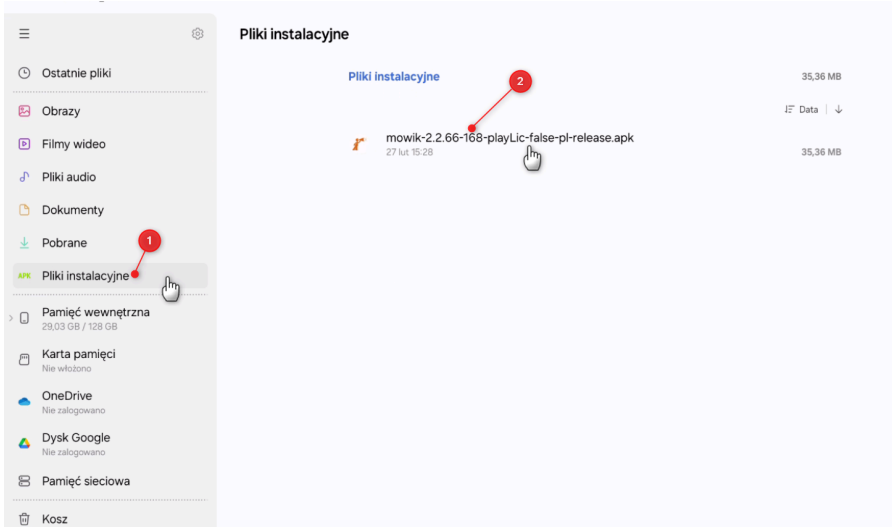 Pliki instalacyjne
Ostatnie pliki
Obrazy
Filmy wideo
Pliki audio
Dokumenty
Pobrane
1
APK Pliki instalacyjne
Pamięć wewnętrzna
29,03 GB / 128 GB
Karta pamięci
Nie włożono
OneDrive
Nie zalogowano
Dysk Google
Nie zalogowano
Pamięć sieciowa
Kosz
Pliki instalacyjne
2
35,36 MB
Data
mowik-2.2.66-168-playLic-false-pl-release.apk
27 lut 15:28
35,36 MB